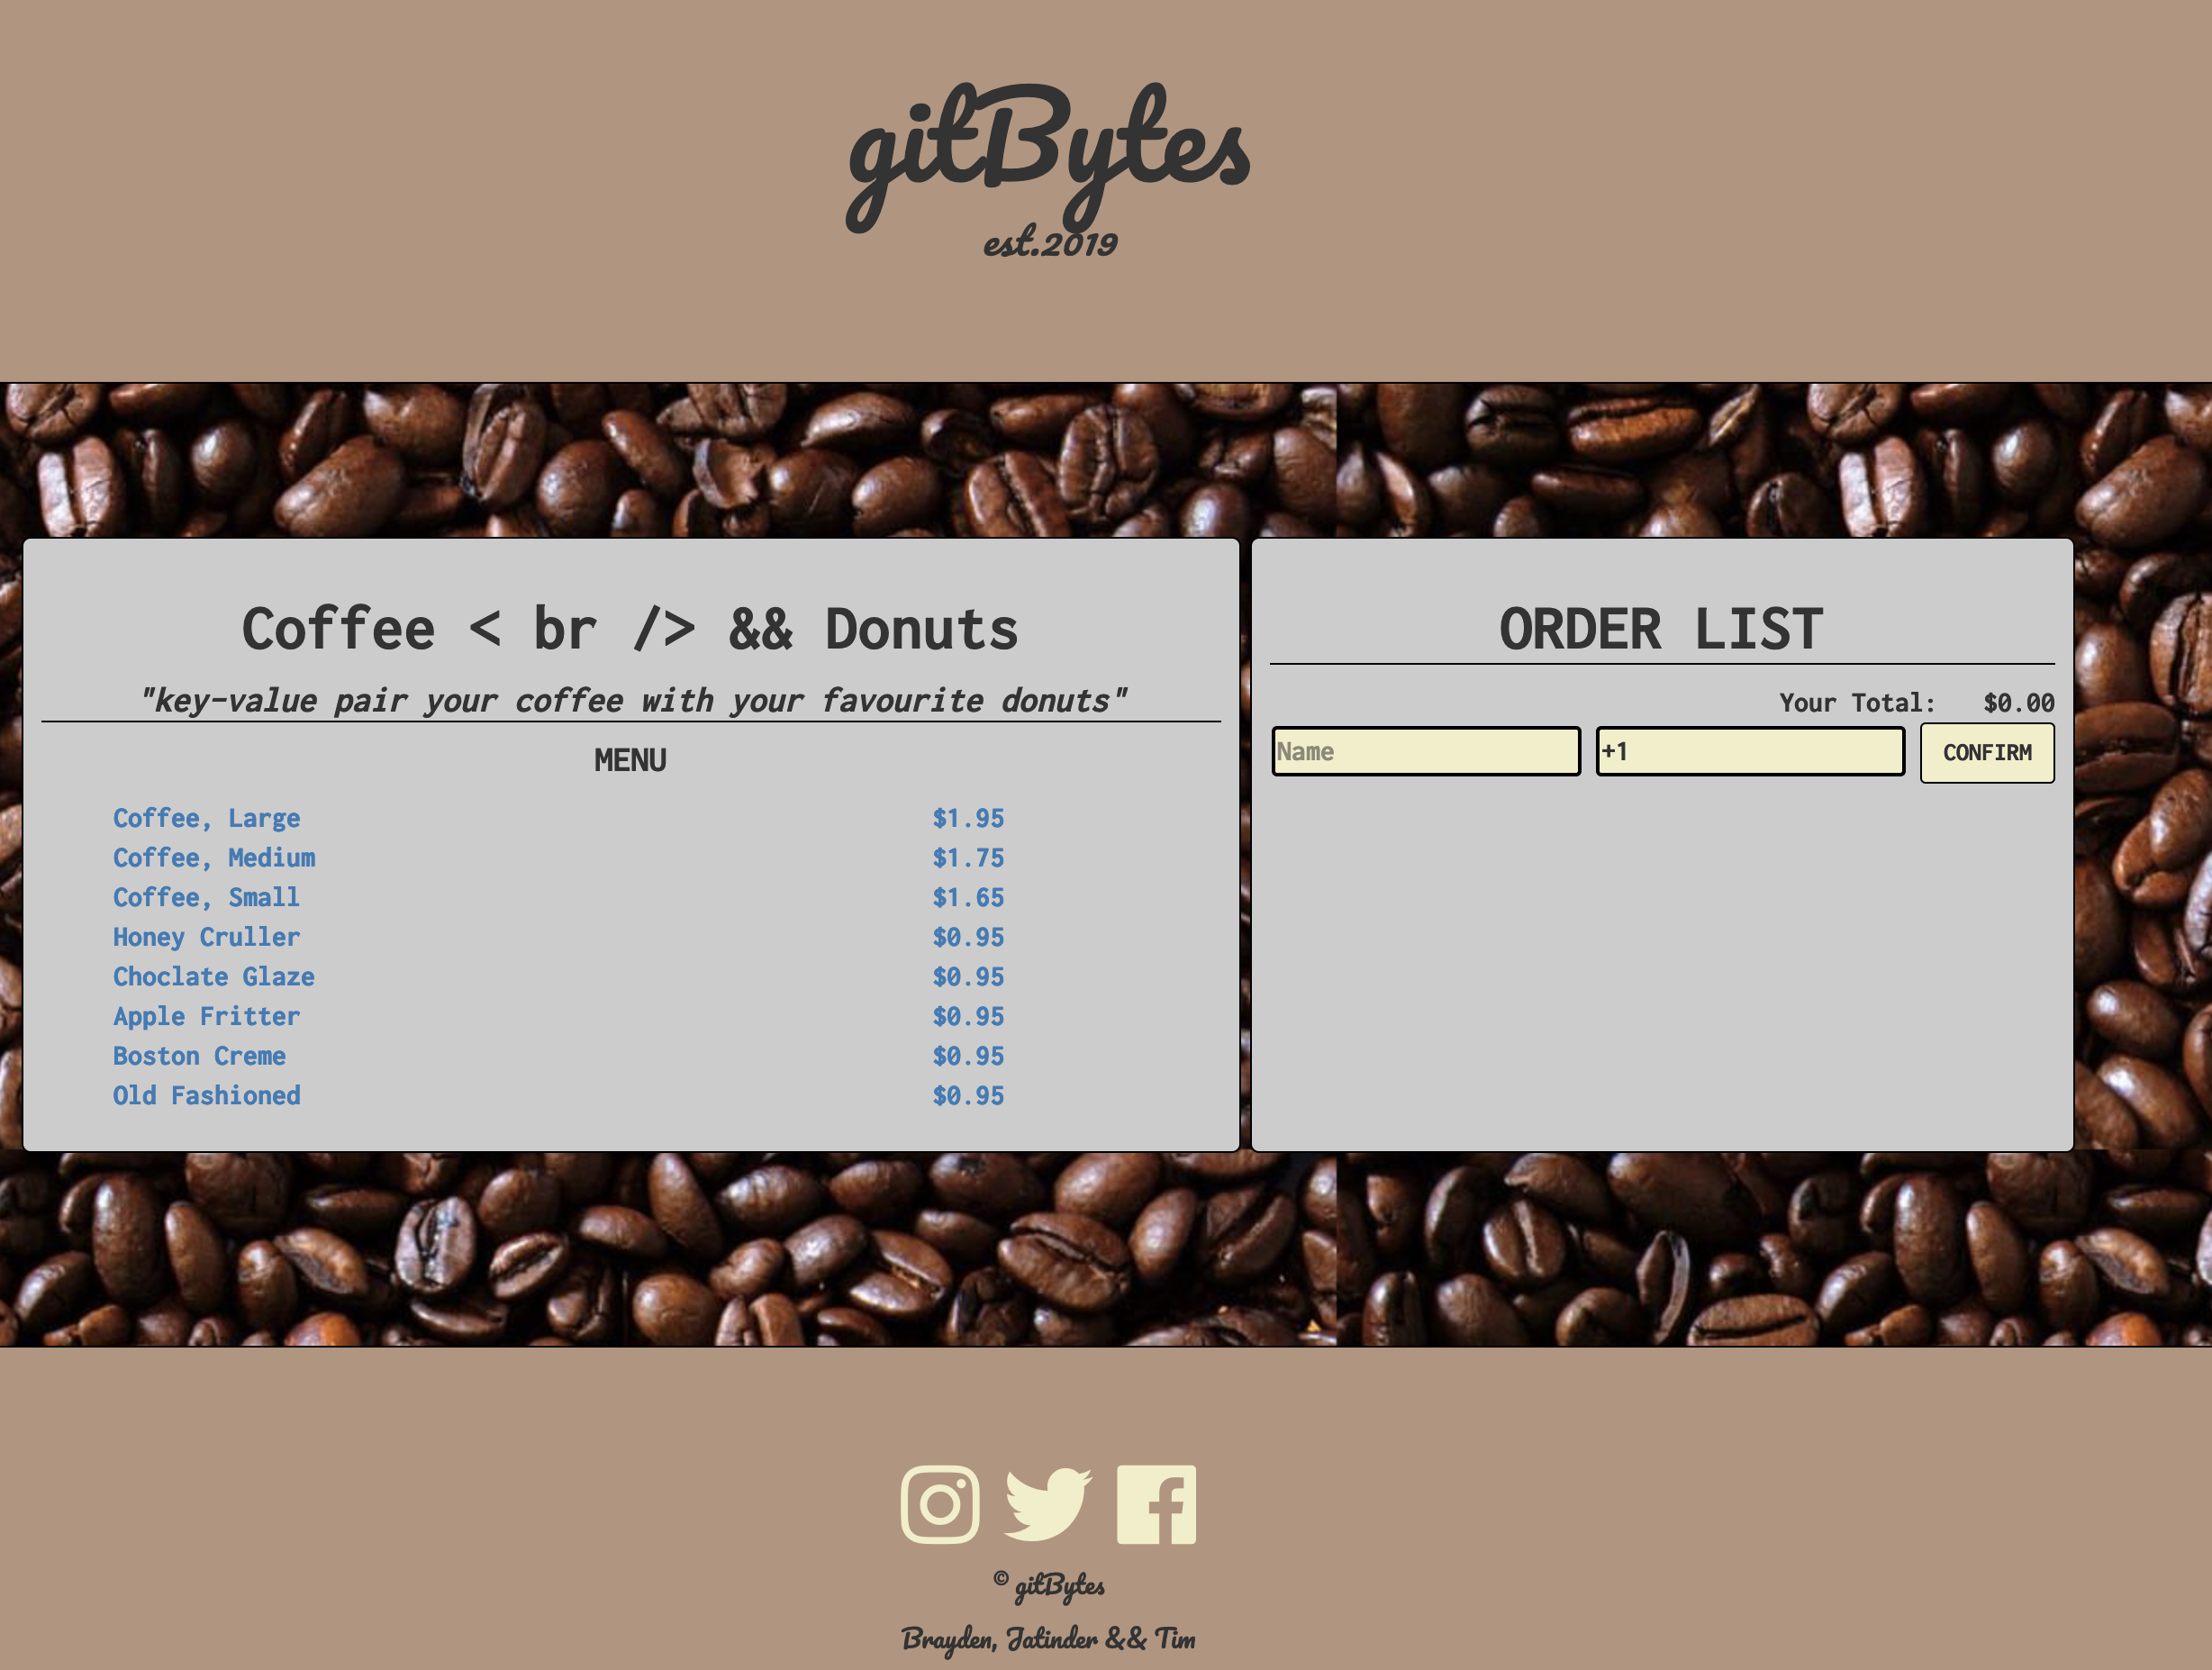 gitBytes
est.2019
Coffee < br /> && Donuts
"key-value pair your coffee with your favourite donuts"
MENU
Coffee, Large $1.95
Coffee, Medium $1.75
Coffee, Small $1.65
Honey Cruller $0.95
Choclate Glaze $0.95
Apple Fritter $0.95
Boston Creme $0.95
Old Fashioned $0.95
ORDER LIST
Your Total: $0.00
Name +1 CONFIRM
© gitBytes
Brayden, Jatinder && Tim